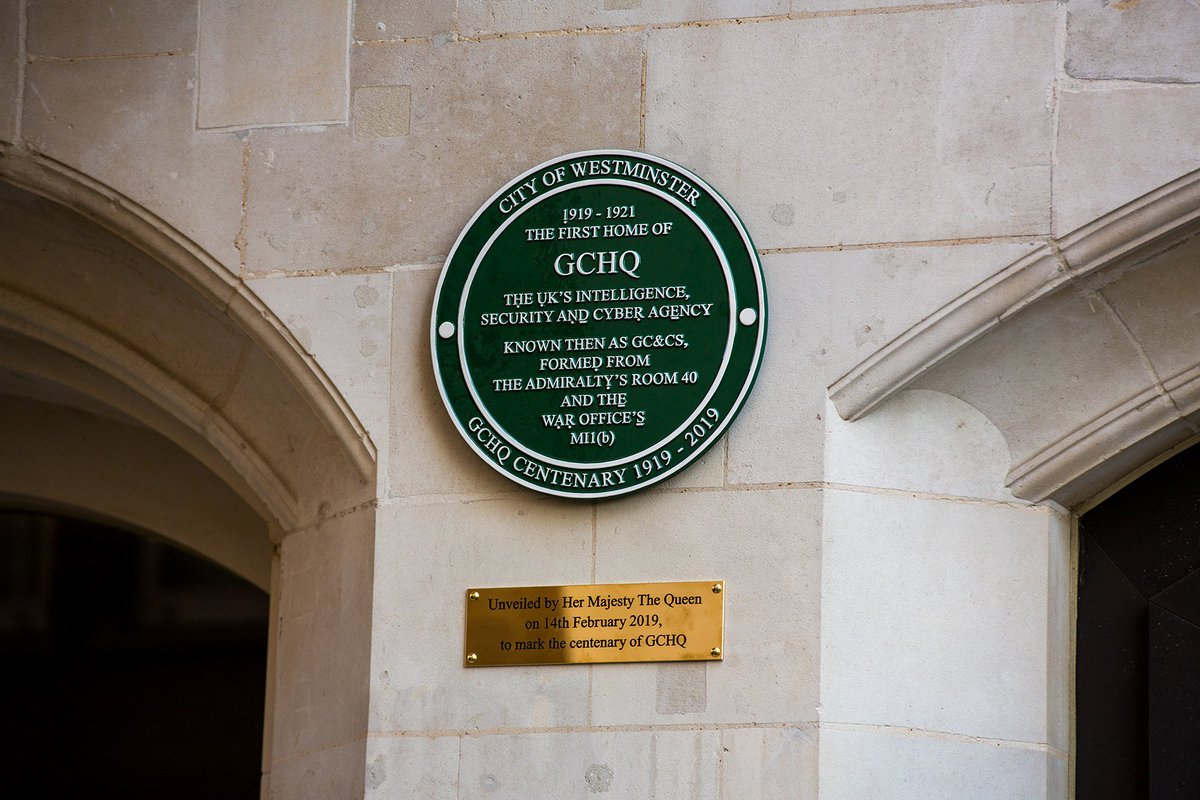 CITY OF WESTMINSTER
1919 - 1921
THE FIRST HOME OF
GCHQ
THE UK'S INTELLIGENCE,
SECURITY AND CYBER AGENCY
KNOWN THEN AS GC&CS,
FORMED FROM
THE ADMIRALTY'S ROOM 40
AND THE
WAR OFFICE'S
MI1(b)
GCHQ CENTENARY 1919 - 2019
Unveiled by Her Majesty The Queen
on 14th February 2019,
to mark the centenary of GCHQ